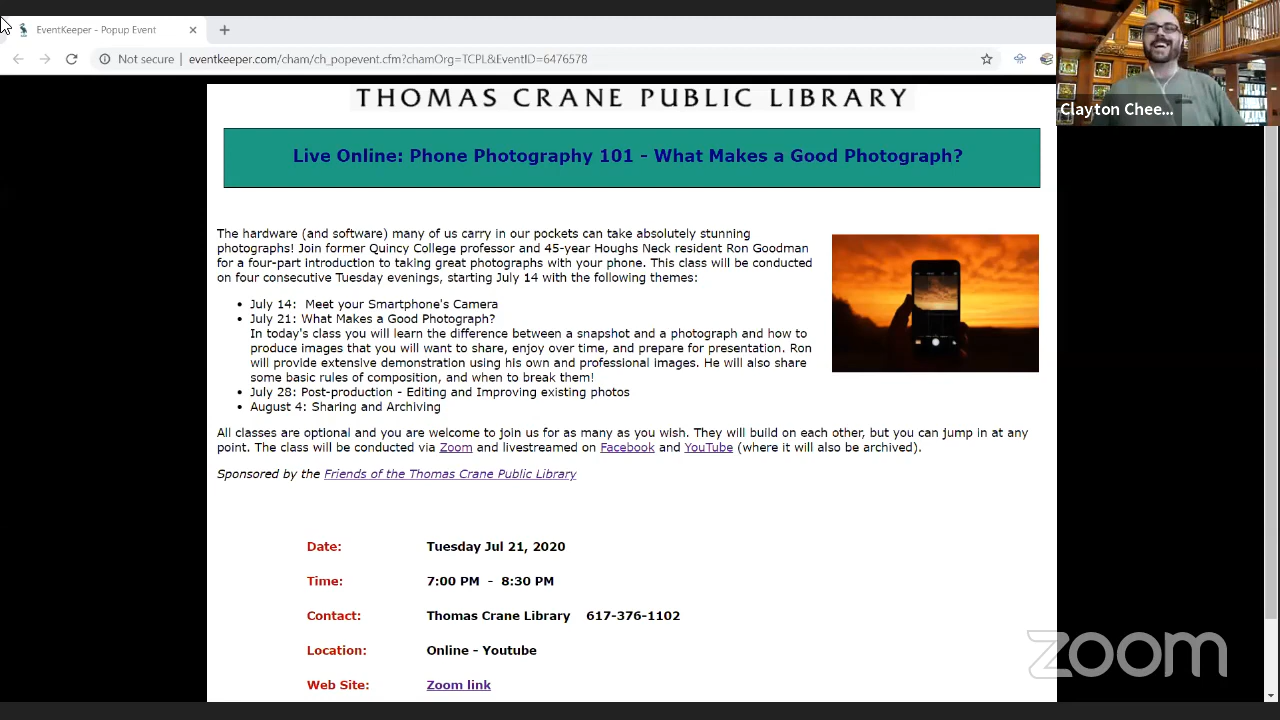 EventKeeper - Popup Event
Not secure | eventkeeper.com/cham/ch_popevent.cfm?chamOrg=TCPL&EventID=6476578
Clayton Chee...
THOMAS CRANE PUBLIC LIBRARY
Live Online: Phone Photography 101 - What Makes a Good Photograph?
The hardware (and software) many of us carry in our pockets can take absolutely stunning
photographs! Join former Quincy College professor and 45-year Houghs Neck resident Ron Goodman
for a four-part introduction to taking great photographs with your phone. This class will be conducted
on four consecutive Tuesday evenings, starting July 14 with the following themes:
• July 14: Meet your Smartphone's Camera
• July 21: What Makes a Good Photograph?
In today's class you will learn the difference between a snapshot and a photograph and how to
produce images that you will want to share, enjoy over time, and prepare for presentation. Ron
will provide extensive demonstration using his own and professional images. He will also share
some basic rules of composition, and when to break them!
• July 28: Post-production - Editing and Improving existing photos
• August 4: Sharing and Archiving
All classes are optional and you are welcome to join us for as many as you wish. They will build on each other, but you can jump in at any
point. The class will be conducted via Zoom and livestreamed on Facebook and YouTube (where it will also be archived).
Sponsored by the Friends of the Thomas Crane Public Library
Date: Tuesday Jul 21, 2020
Time: 7:00 PM - 8:30 PM
Contact: Thomas Crane Library 617-376-1102
Location: Online - Youtube
Web Site: Zoom link
zoom